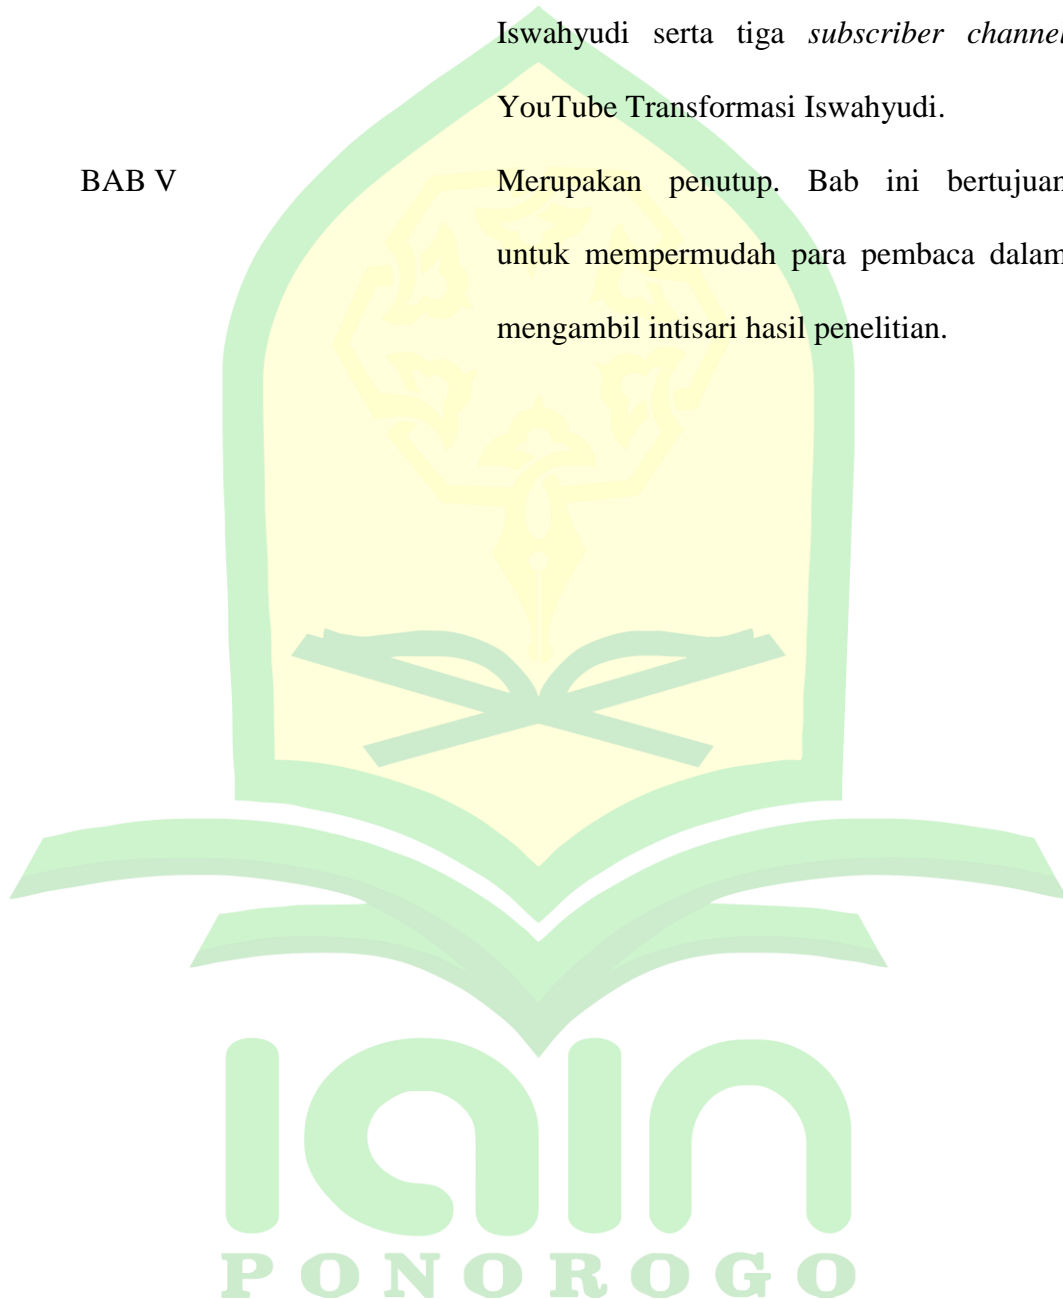 Iswahyudi serta tiga subscriber channel
YouTube Transformasi Iswahyudi.
BAB V Merupakan penutup. Bab ini bertujuan
untuk mempermudah para pembaca dalam
mengambil intisari hasil penelitian.
iain
PONOROGO